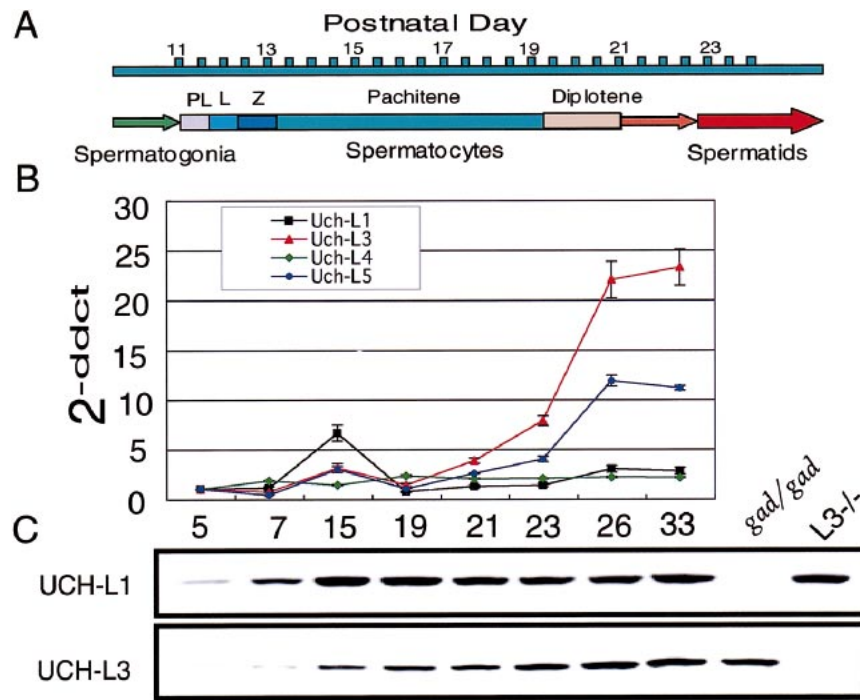 A
Postnatal Day
11 13 15 17 19 21 23
PL L Z Pachitene Diplotene
Spermatogonia Spermatocytes Spermatids
B
30
25
20
15
10
5
0
2-ddct
Uch-L1
Uch-L3
Uch-L4
Uch-L5
5 7 15 19 21 23 26 33 gad/gad L3-/-
C
UCH-L1
UCH-L3